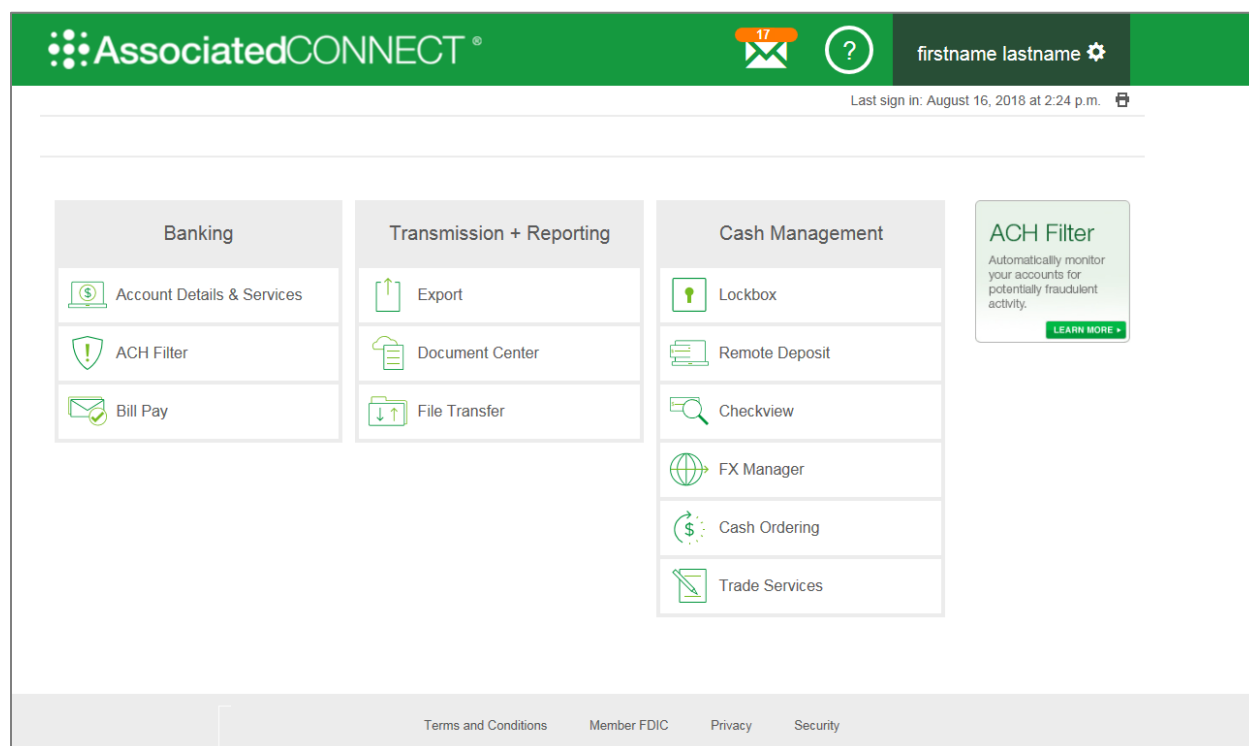 AssociatedCONNECT ®
17
?
firstname lastname
Last sign in: August 16, 2018 at 2:24 p.m.
Banking
Account Details & Services
ACH Filter
Bill Pay
Transmission + Reporting
Export
Document Center
File Transfer
Cash Management
Lockbox
Remote Deposit
Checkview
FX Manager
$ Cash Ordering
Trade Services
ACH Filter
Automatically monitor
your accounts for
potentially fraudulent
activity.
LEARN MORE
Terms and Conditions Member FDIC Privacy Security